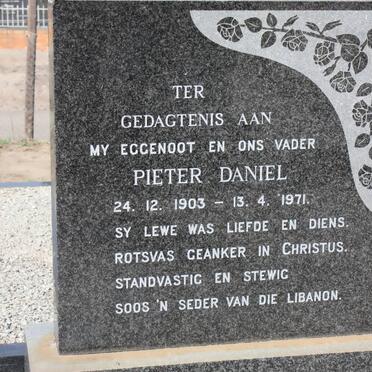 TER
GEDAGTENIS AAN
MY EGGENOOT EN ONS VADER
PIETER DANIEL
24. 12. 1903 – 13. 4. 1971.
SY LEWE WAS LIEFDE EN DIENS.
ROTSVAS GEANKER IN CHRISTUS.
STANDVASTIG EN STEWIG
SOOS 'N SEDER VAN DIE LIBANON.